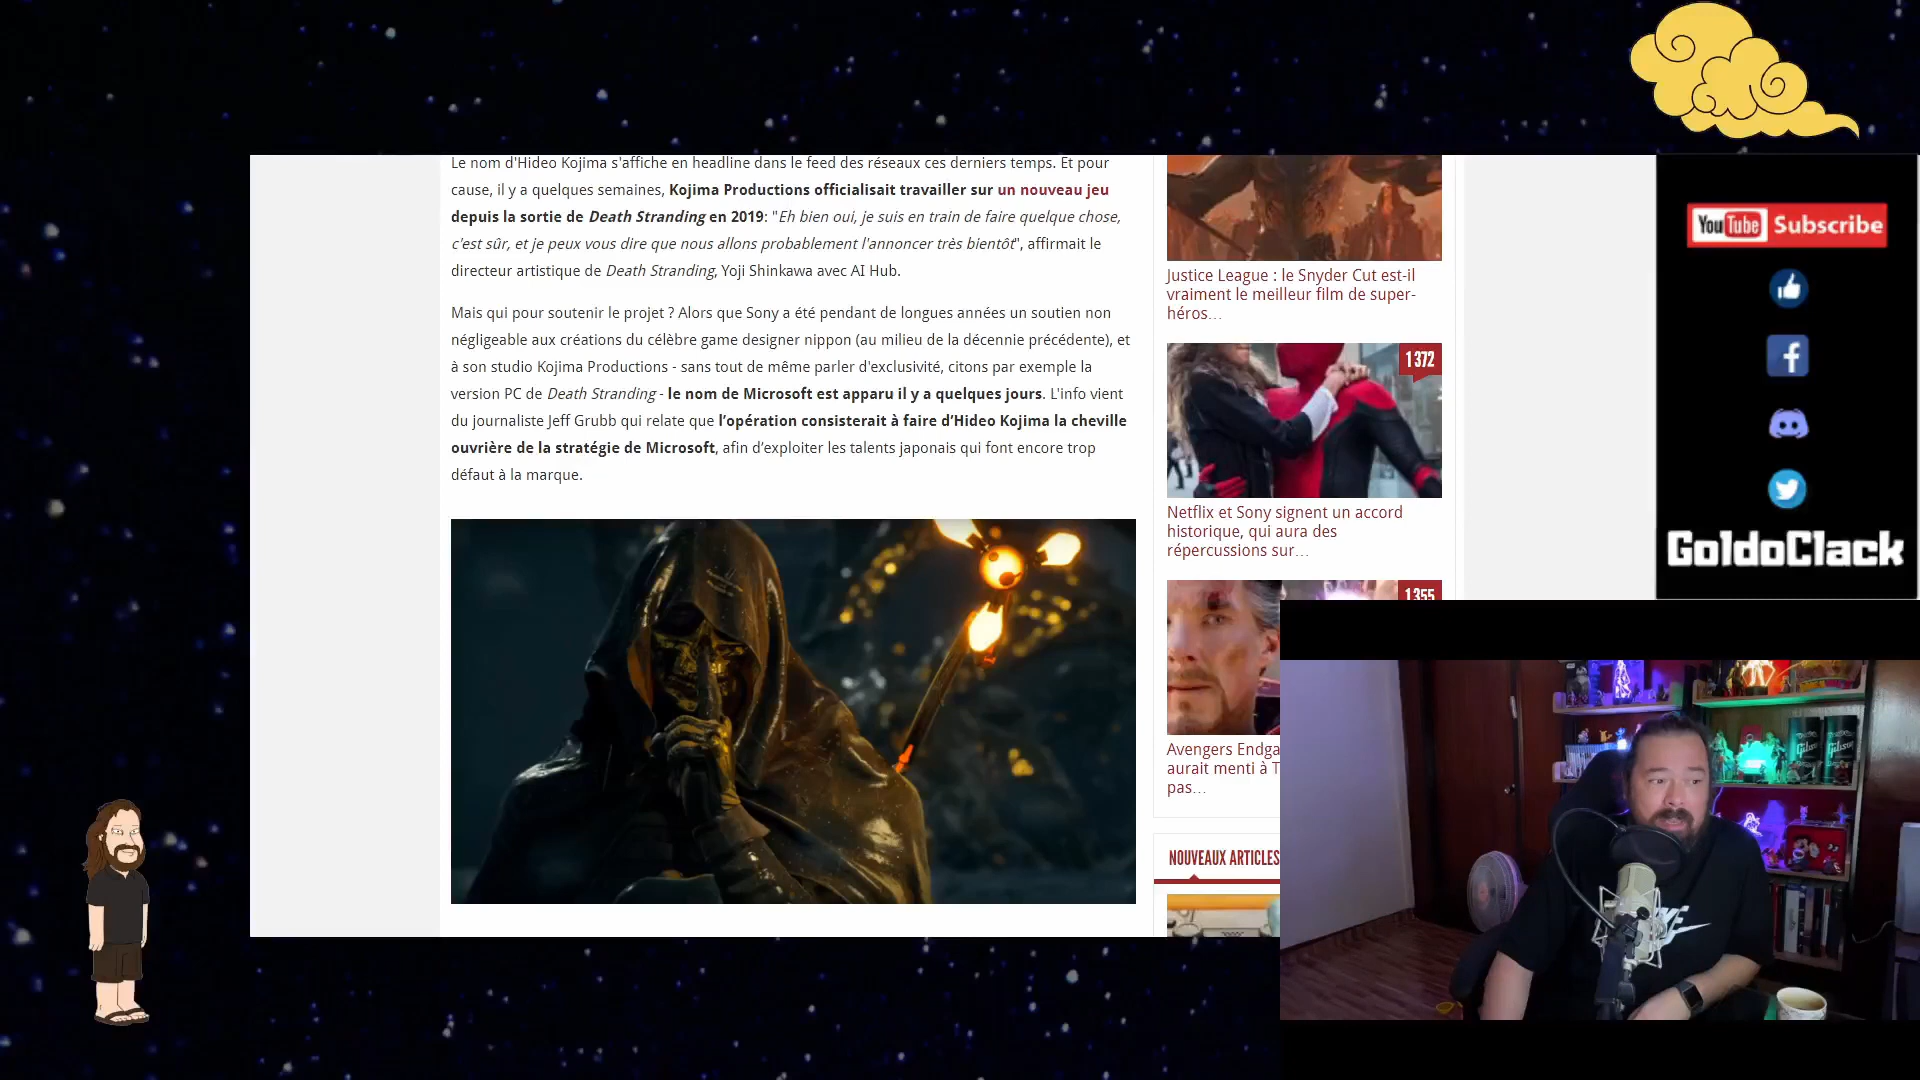 Le nom d'Hideo Kojima s'affiche en headline dans le feed des réseaux ces derniers temps. Et pour
cause, il y a quelques semaines, Kojima Productions officialisait travailler sur un nouveau jeu
depuis la sortie de Death Stranding en 2019: "Eh bien oui, je suis en train de faire quelque chose,
c'est sûr, et je peux vous dire que nous allons probablement l'annoncer très bientôt", affirmait le
directeur artistique de Death Stranding, Yoji Shinkawa avec AI Hub.
Mais qui pour soutenir le projet ? Alors que Sony a été pendant de longues années un soutien non
négligeable aux créations du célèbre game designer nippon (au milieu de la décennie précédente), et
à son studio Kojima Productions - sans tout de même parler d'exclusivité, citons par exemple la
version PC de Death Stranding - le nom de Microsoft est apparu il y a quelques jours. L'info vient
du journaliste Jeff Grubb qui relate que l’opération consisterait à faire d’Hideo Kojima la cheville
ouvrière de la stratégie de Microsoft, afin d’exploiter les talents japonais qui font encore trop
défaut à la marque.
Justice League : le Snyder Cut est-il
vraiment le meilleur film de super-
héros…
1 372
Netflix et Sony signent un accord
historique, qui aura des
répercussions sur…
1 355
Avengers Endga
aurait menti à T
pas…
NOUVEAUX ARTICLES
YouTube Subscribe
GoldoClack
Gibson
Gibson